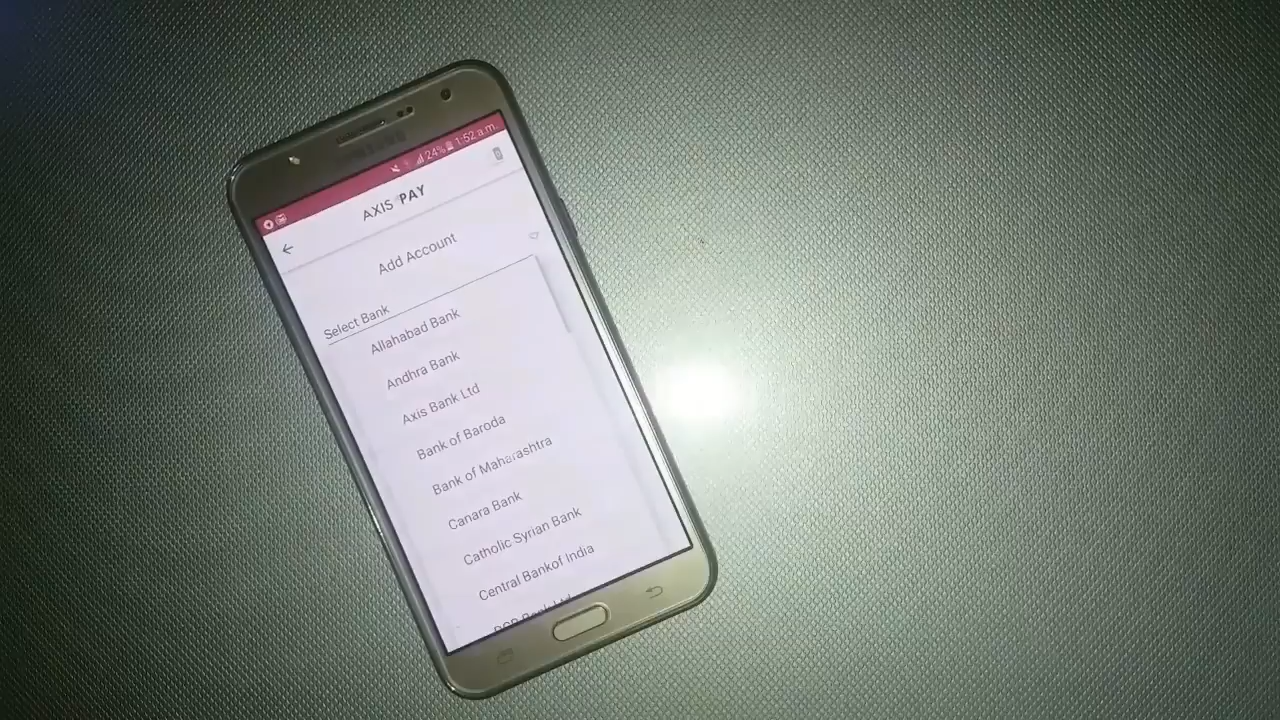 24% 1:52 a.m.
AXIS PAY
Add Account
Select Bank
Allahabad Bank
Andhra Bank
Axis Bank Ltd
Bank of Baroda
Bank of Maharashtra
Canara Bank
Catholic Syrian Bank
Central Bankof India